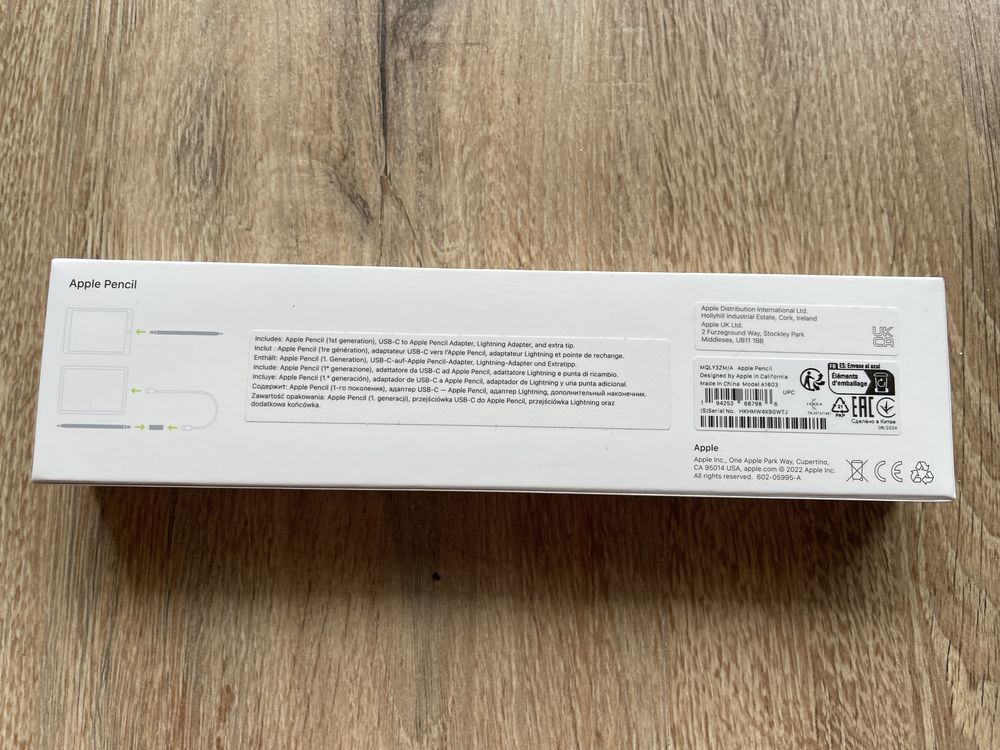 Apple Pencil
Includes: Apple Pencil (1st generation), USB-C to Apple Pencil Adapter, Lightning Adapter, and extra tip.
Inclut : Apple Pencil (1re génération), adaptateur USB-C vers l'Apple Pencil, adaptateur Lightning et pointe de rechange.
Enthält: Apple Pencil (1. Generation), USB-C-auf-Apple-Pencil-Adapter, Lightning-Adapter und Extratipp.
Include: Apple Pencil (1ª generazione), adattatore da USB-C ad Apple Pencil, adattatore Lightning e punta di ricambio.
Incluye: Apple Pencil (1.ª generación), adaptador de USB-C a Apple Pencil, adaptador de Lightning y una punta adicional.
Содержит: Apple Pencil (1-го поколения), адаптер USB-C — Apple Pencil, адаптер Lightning, дополнительный наконечник.
Zawartość opakowania: Apple Pencil (1. generacji), przejściówka USB-C do Apple Pencil, przejściówka Lightning oraz
dodatkowa końcówka.
Apple Distribution International Ltd.
Hollyhill Industrial Estate, Cork, Ireland
Apple UK Ltd.
2 Furzeground Way, Stockley Park
Middlesex, UB11 1BB
UK
CA
MQLY3ZM/A Apple Pencil
Designed by Apple in California
Made in China Model A1603
UPC
1 94253 68798 6
(S)Serial No. HKHMW4X9GWTJ
FR ES: Envase al azul
Éléments
d'emballage
PAP
EAC
Сделано в Китае
08/2024
Apple
Apple Inc., One Apple Park Way, Cupertino,
CA 95014 USA, apple.com © 2022 Apple Inc.
All rights reserved. 602-05995-A
CE